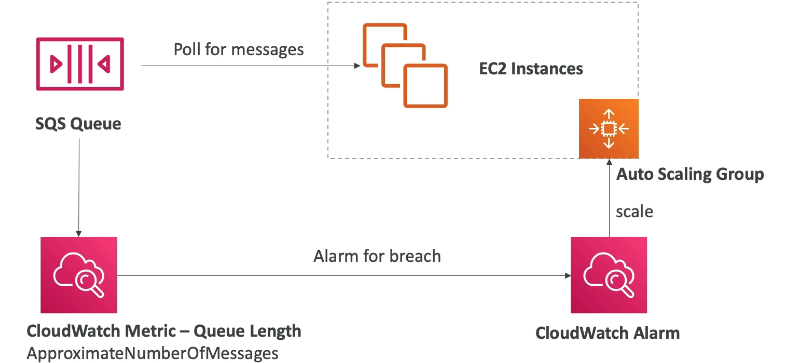 Poll for messages
EC2 Instances
SQS Queue
Auto Scaling Group
scale
Alarm for breach
CloudWatch Metric – Queue Length
ApproximateNumberOfMessages
CloudWatch Alarm